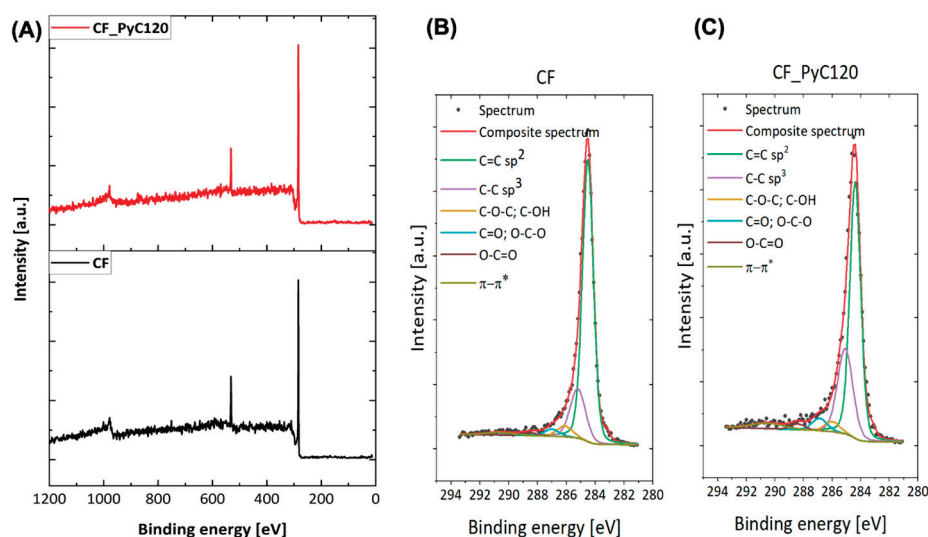 (A)
CF_PyC120
CF
Intensity [a.u.]
1200 1000 800 600 400 200 0
Binding energy [eV]
(B)
CF
Spectrum
Composite spectrum
C=C sp²
C-C sp³
C-O-C; C-OH
C=O; O-C-O
O-C=O
π−π*
Intensity [a.u.]
294 292 290 288 286 284 282 280
Binding energy [eV]
(C)
CF_PyC120
Spectrum
Composite spectrum
C=C sp²
C-C sp³
C-O-C; C-OH
C=O; O-C-O
O-C=O
π−π*
Intensity [a.u.]
294 292 290 288 286 284 282 280
Binding energy [eV]